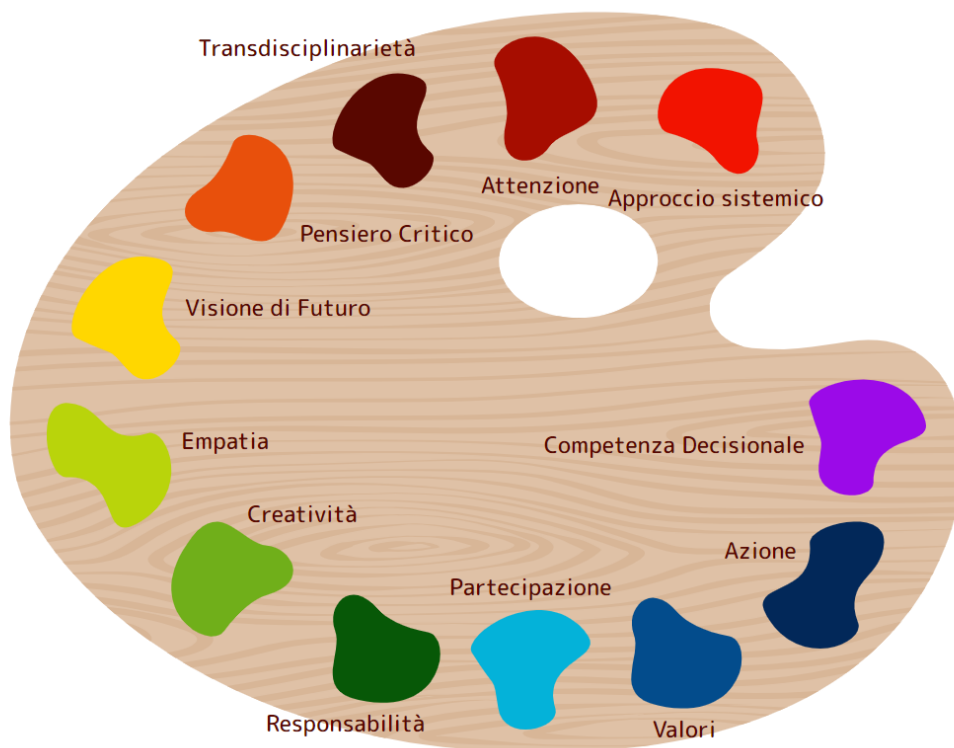 Transdisciplinarietà
Attenzione
Approccio sistemico
Pensiero Critico
Visione di Futuro
Empatia
Competenza Decisionale
Creatività
Azione
Partecipazione
Responsabilità
Valori